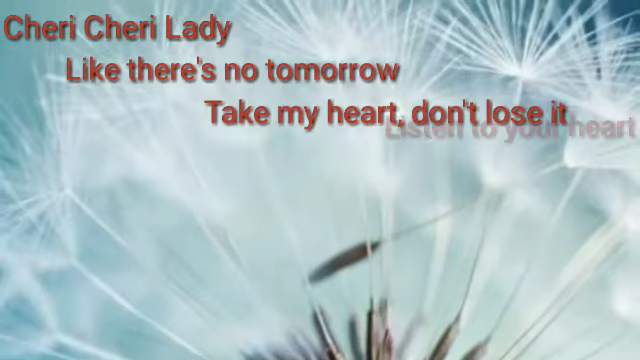 Cheri Cheri Lady
Like there's no tomorrow
Take my heart, don't lose it
Listen to your heart